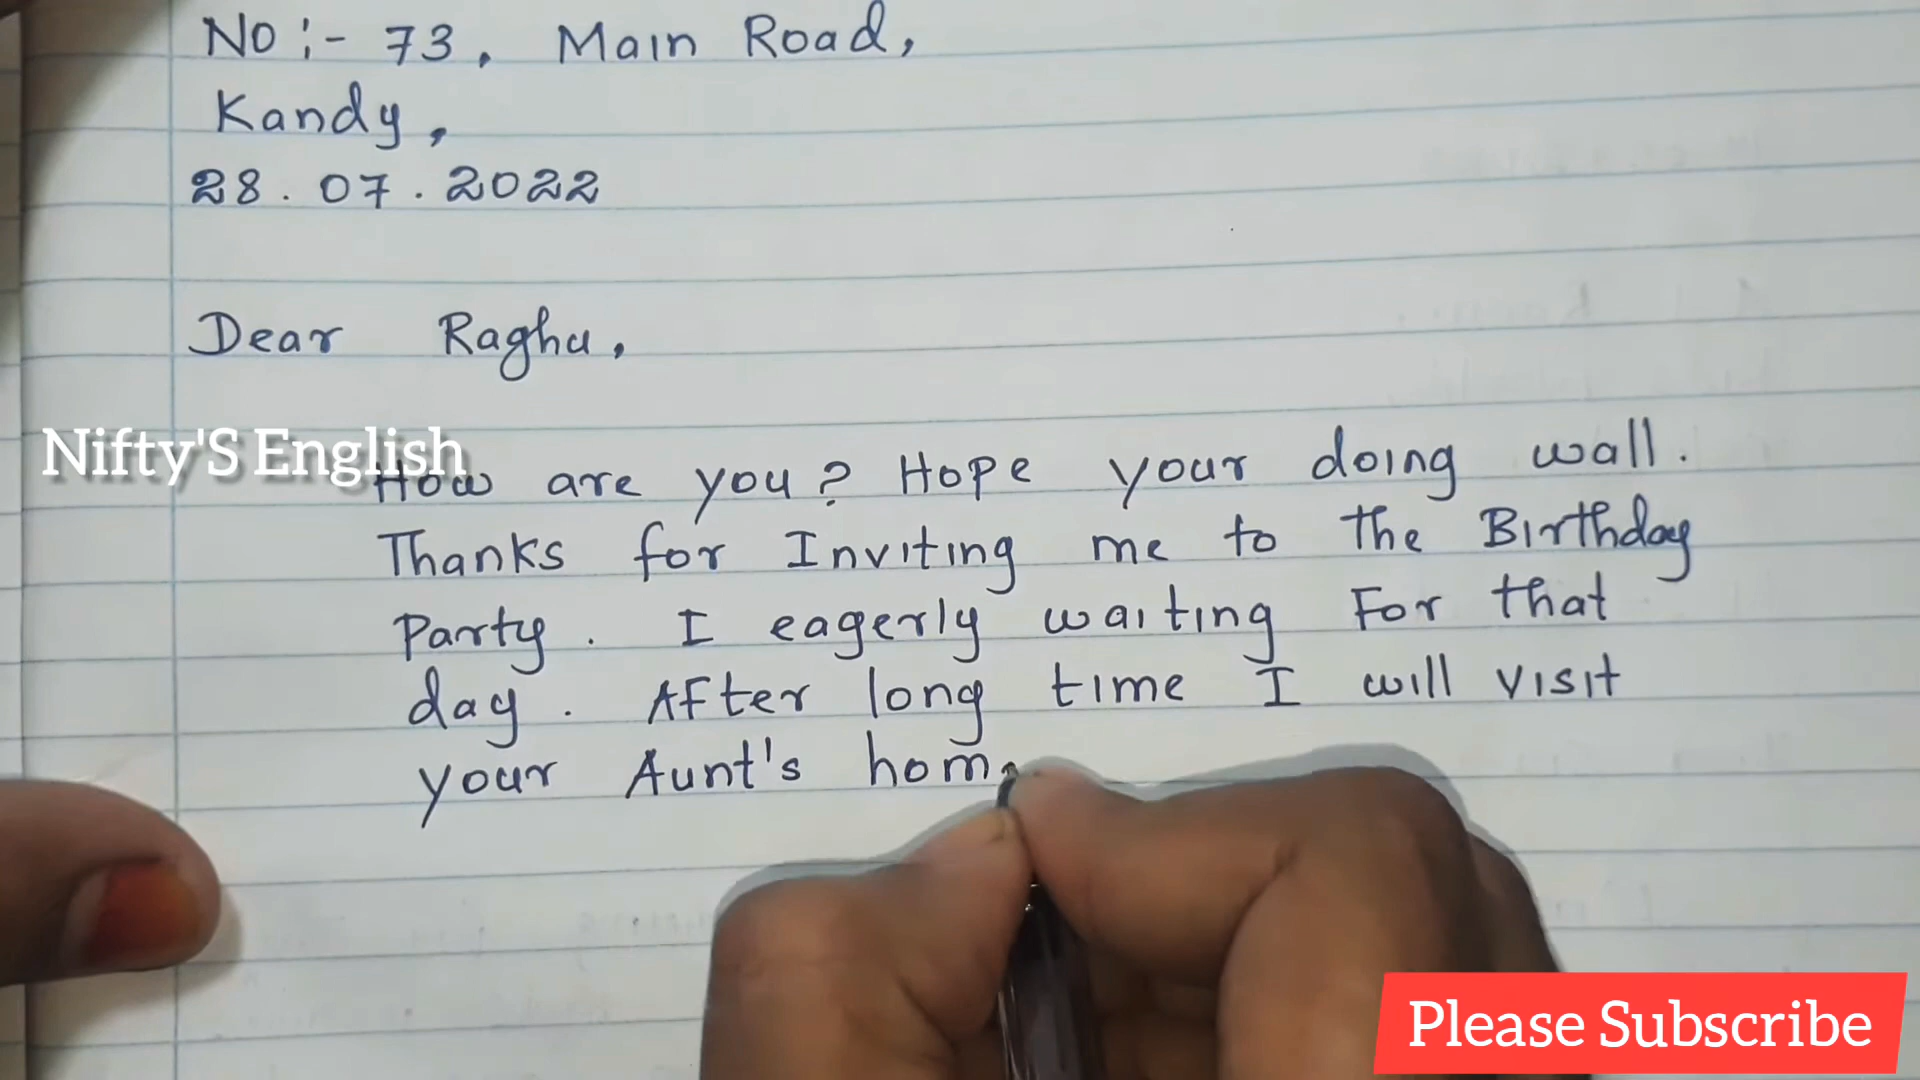 No :- 73, Main Road,
Kandy,
28.07.2022
Dear Raghu,
Nifty'S English
How are you? Hope your doing wall.
Thanks for Inviting me to the Birthday
Party. I eagerly waiting For that
day. After long time I will visit
your Aunt's home
Please Subscribe